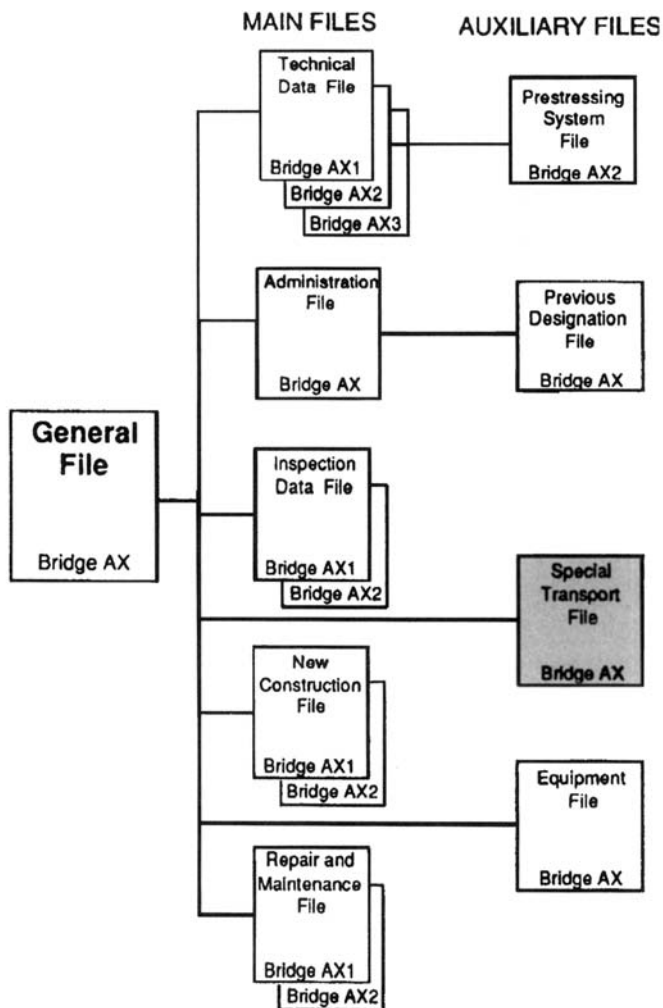 MAIN FILES
AUXILIARY FILES
Technical
Data File
Bridge AX1
Bridge AX2
Bridge AX3
Prestressing
System
File
Bridge AX2
Administration
File
Bridge AX
Previous
Designation
File
Bridge AX
General
File
Bridge AX
Inspection
Data File
Bridge AX1
Bridge AX2
Special
Transport
File
Bridge AX
New
Construction
File
Bridge AX1
Bridge AX2
Equipment
File
Bridge AX
Repair and
Maintenance
File
Bridge AX1
Bridge AX2